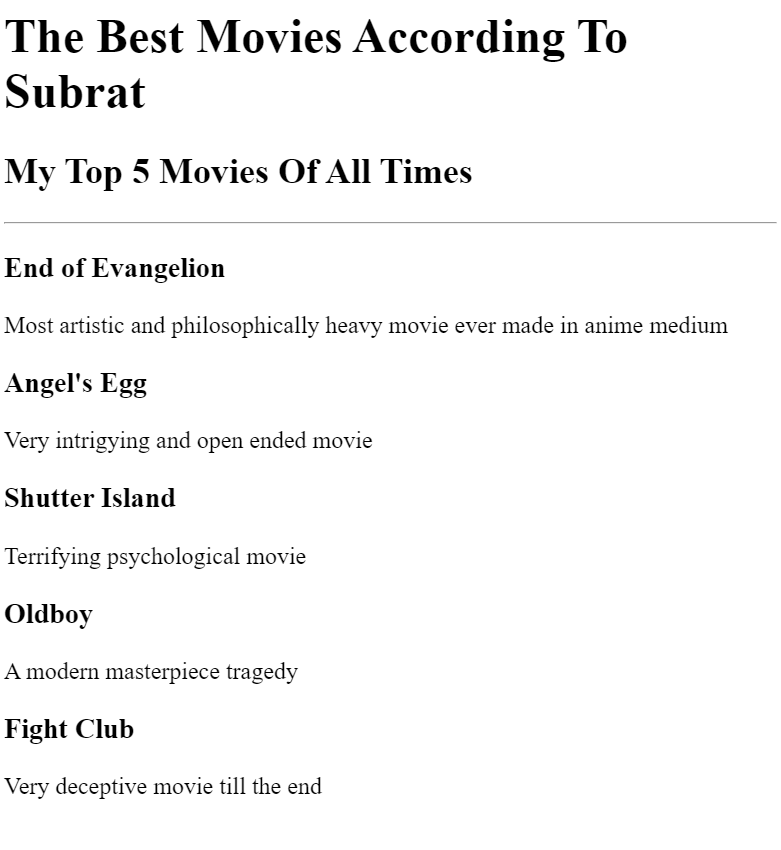 The Best Movies According To
Subrat
My Top 5 Movies Of All Times
End of Evangelion
Most artistic and philosophically heavy movie ever made in anime medium
Angel's Egg
Very intrigying and open ended movie
Shutter Island
Terrifying psychological movie
Oldboy
A modern masterpiece tragedy
Fight Club
Very deceptive movie till the end